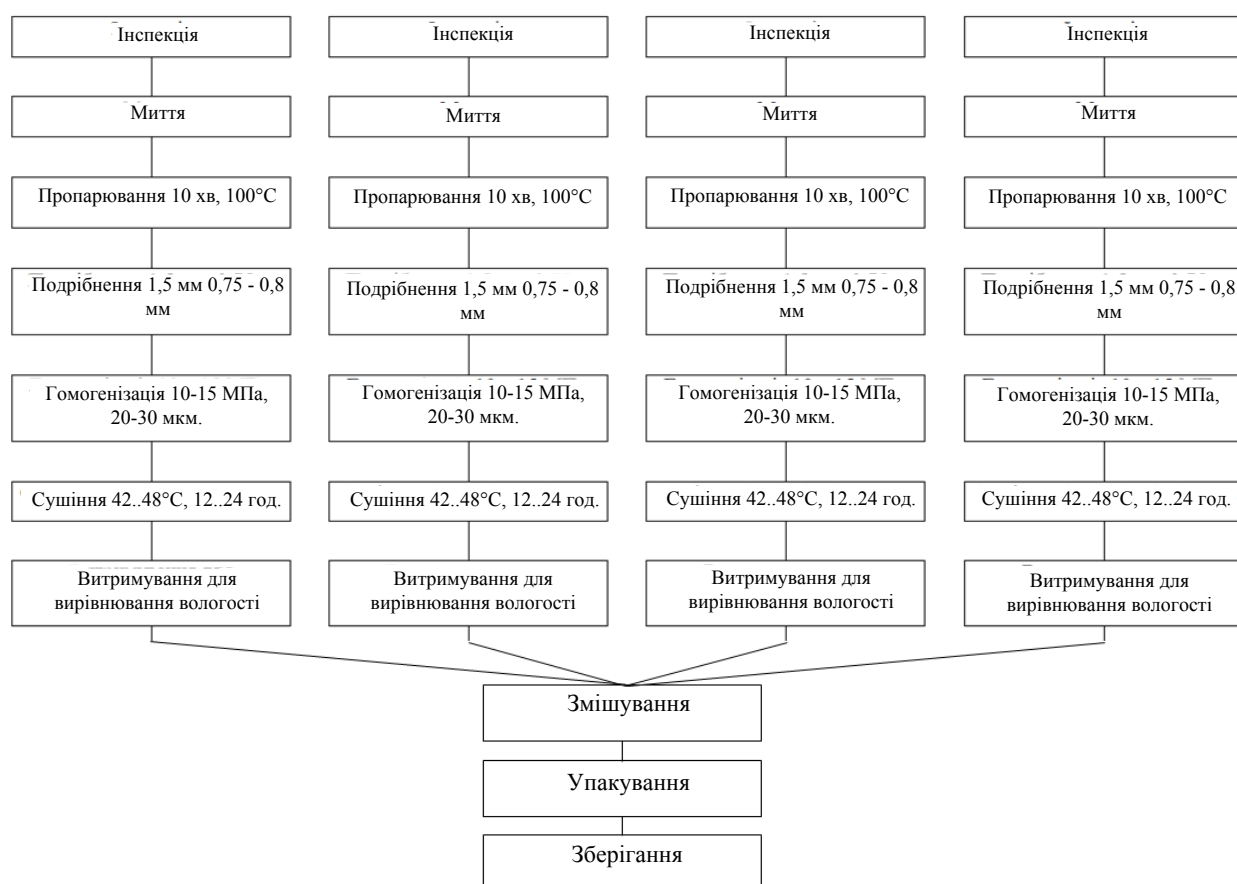 Інспекція
Інспекція
Інспекція
Інспекція
Миття
Миття
Миття
Миття
Пропарювання 10 хв, 100°С
Пропарювання 10 хв, 100°С
Пропарювання 10 хв, 100°С
Пропарювання 10 хв, 100°С
Подрібнення 1,5 мм 0,75 - 0,8
мм
Подрібнення 1,5 мм 0,75 - 0,8
мм
Подрібнення 1,5 мм 0,75 - 0,8
мм
Подрібнення 1,5 мм 0,75 - 0,8
мм
Гомогенізація 10-15 МПа,
20-30 мкм.
Гомогенізація 10-15 МПа,
20-30 мкм.
Гомогенізація 10-15 МПа,
20-30 мкм.
Гомогенізація 10-15 МПа,
20-30 мкм.
Сушіння 42..48°С, 12..24 год.
Сушіння 42..48°С, 12..24 год.
Сушіння 42..48°С, 12..24 год.
Сушіння 42..48°С, 12..24 год.
Витримування для
вирівнювання вологості
Витримування для
вирівнювання вологості
Витримування для
вирівнювання вологості
Витримування для
вирівнювання вологості
Змішування
Упакування
Зберігання